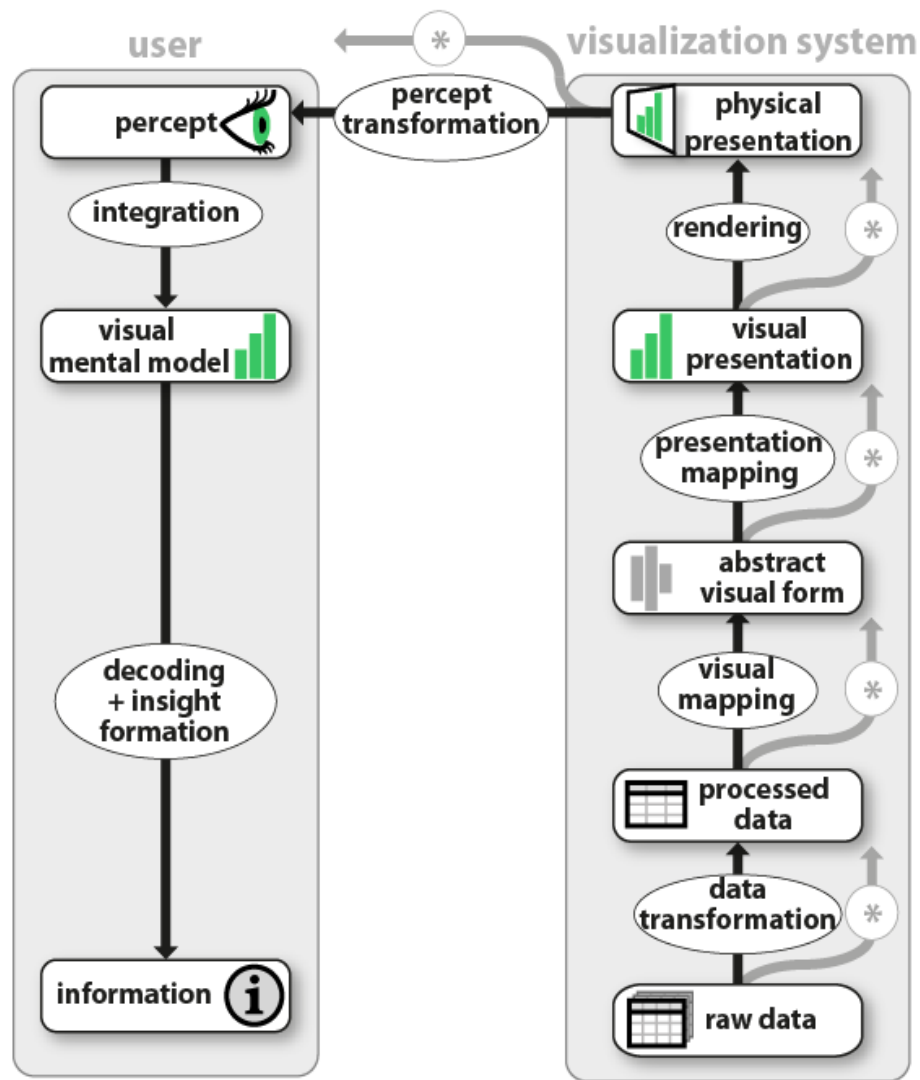 user
*
visualization system
percept
percept
transformation
physical
presentation
integration
rendering
*
visual
mental model
visual
presentation
presentation
mapping
*
abstract
visual form
decoding
+ insight
formation
visual
mapping
*
processed
data
data
transformation
*
information
i
raw data